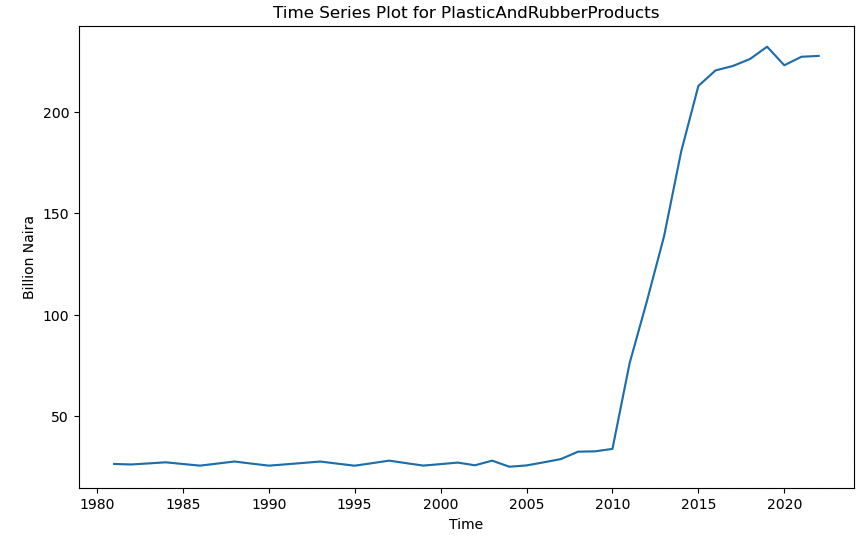 Time Series Plot for PlasticAndRubberProducts
Billion Naira
200
150
100
50
1980 1985 1990 1995 2000 2005 2010 2015 2020
Time